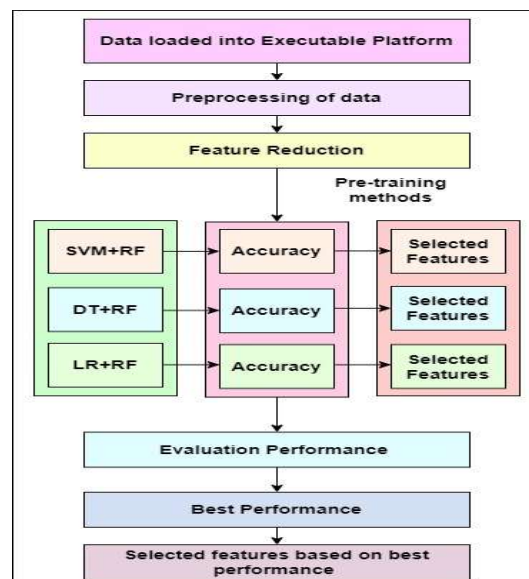 Data loaded into Executable Platform
Preprocessing of data
Feature Reduction
Pre-training
methods
SVM+RF
Accuracy
Selected
Features
DT+RF
Accuracy
Selected
Features
LR+RF
Accuracy
Selected
Features
Evaluation Performance
Best Performance
Selected features based on best
performance